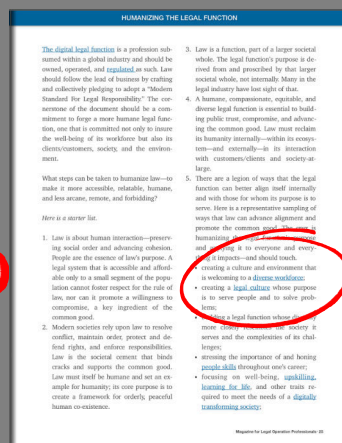 HUMANIZING THE LEGAL FUNCTION
The digital legal function is a profession sub-
sumed within a global industry and should be
owned, operated, and regulated as such. Law
should follow the lead of business by crafting
and collectively pledging to adopt a "Modern
Standard For Legal Responsibility." The cor-
nerstone of the document should be a com-
mitment to forge a more humane legal func-
tion, one that is committed not only to insure
the well-being of its workforce but also its
clients/customers, society, and the environ-
ment.
What steps can be taken to humanize law—to
make it more accessible, relatable, humane,
and less arcane, remote, and forbidding?
Here is a starter list.
1. Law is about human interaction—preserv-
ing social order and advancing cohesion.
People are the essence of law's purpose. A
legal system that is accessible and afford-
able only to a small segment of the popu-
lation cannot foster respect for the rule of
law, nor can it promote a willingness to
compromise, a key ingredient of the
common good.
2. Modern societies rely upon law to resolve
conflict, maintain order, protect and de-
fend rights, and enforce responsibilities.
Law is the societal cement that binds
cracks and supports the common good.
Law must itself be humane and set an ex-
ample for humanity; its core purpose is to
create a framework for orderly, peaceful
human co-existence.
3. Law is a function, part of a larger societal
whole. The legal function's purpose is de-
rived from and proscribed by that larger
societal whole, not internally. Many in the
legal industry have lost sight of that.
4. A humane, compassionate, equitable, and
diverse legal function is essential to build-
ing public trust, compromise, and advanc-
ing the common good. Law must reclaim
its humanity internally—within its ecosys-
tem—and externally—in its interaction
with customers/clients and society-at-
large.
5. There are a legion of ways that the legal
function can better align itself internally
and with those for whom its purpose is to
serve. Here is a representative sampling of
ways that law can advance alignment and
promote the common good. The
humanizing the
and it to everyone and every-
it impacts—and should touch.
• creating a culture and environment that
is welcoming to a diverse workforce;
• creating a legal culture whose purpose
is to serve people and to solve prob-
lems;
• a legal function whose
more closely the society it
serves and the complexities of its chal-
lenges;
• stressing the importance of and honing
people skills throughout one's career;
• focusing on well-being, upskilling,
learning for life, and other traits re-
quired to meet the needs of a digitally
transforming society;
Magazine for Legal Operation Professionals